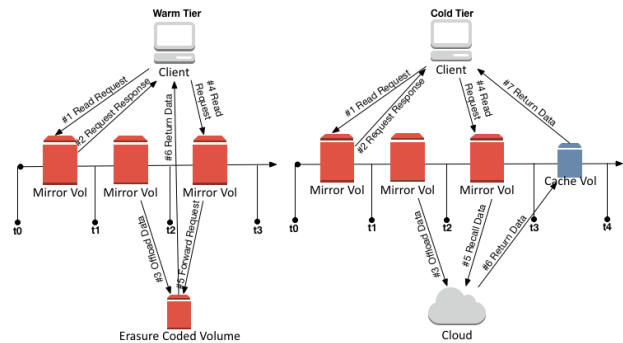 Warm Tier
Client
#1 Read Request
#2 Request Response
#4 Read
Request
#6 Return Data
Mirror Vol
Mirror Vol
Mirror Vol
t0
t1
t2
t3
#3 Offload Data
#5 Forward Request
Erasure Coded Volume
Cold Tier
Client
#1 Read Request
#2 Request Response
#4 Read
Request
#7 Return Data
Mirror Vol
Mirror Vol
Mirror Vol
Cache Vol
t0
t1
t2
t3
t4
#3 Offload Data
#5 Recall Data
#6 Return Data
Cloud